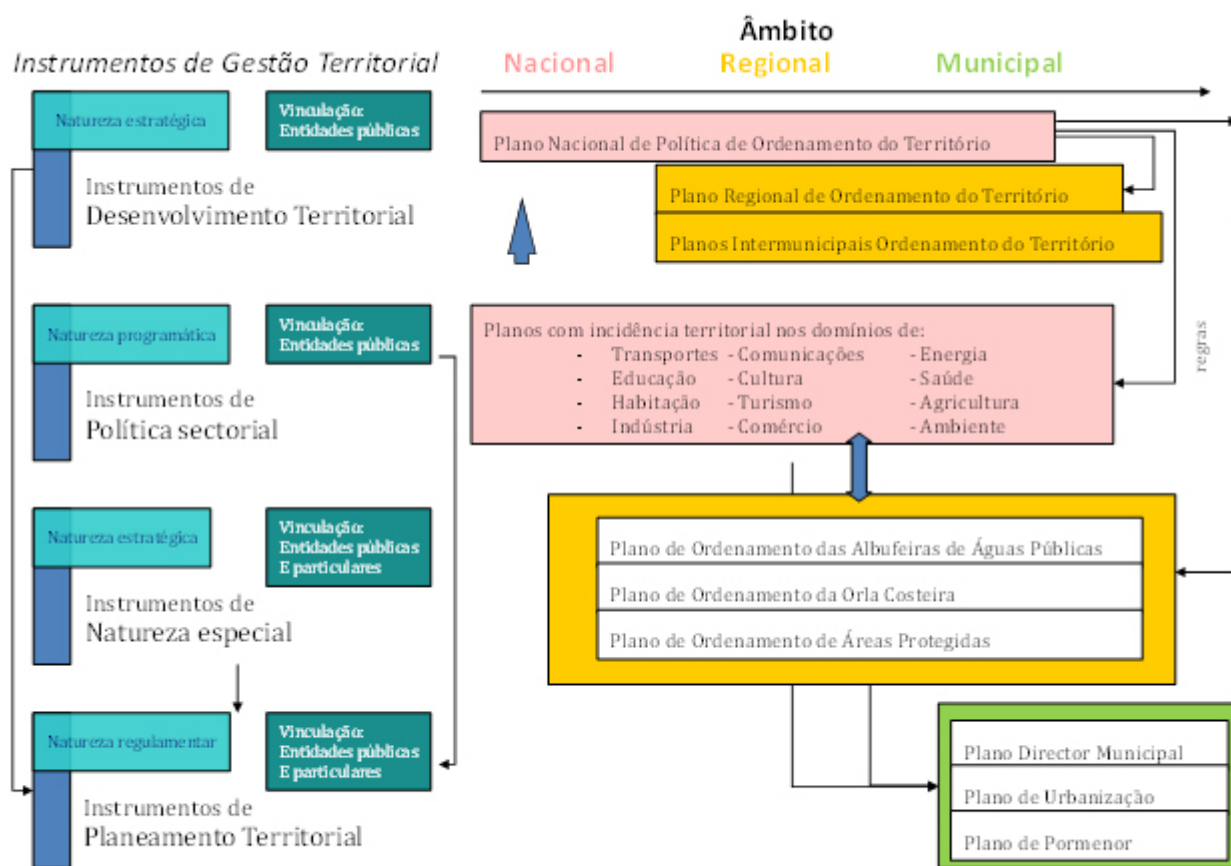 Âmbito
Instrumentos de Gestão Territorial
Nacional
Regional
Municipal
Natureza estratégica
Vinculação:
Entidades públicas
Instrumentos de
Desenvolvimento Territorial
Plano Nacional de Política de Ordenamento do Território
Plano Regional de Ordenamento do Território
Planos Intermunicipais Ordenamento do Território
Natureza programática
Vinculação:
Entidades públicas
Instrumentos de
Política sectorial
Planos com incidência territorial nos domínios de:
- Transportes - Comunicações - Energia
- Educação - Cultura - Saúde
- Habitação - Turismo - Agricultura
- Indústria - Comércio - Ambiente
regras
Natureza estratégica
Vinculação:
Entidades públicas
E particulares
Instrumentos de
Natureza especial
Plano de Ordenamento das Albufeiras de Águas Públicas
Plano de Ordenamento da Orla Costeira
Plano de Ordenamento de Áreas Protegidas
Natureza regulamentar
Vinculação:
Entidades públicas
E particulares
Instrumentos de
Planeamento Territorial
Plano Director Municipal
Plano de Urbanização
Plano de Pormenor